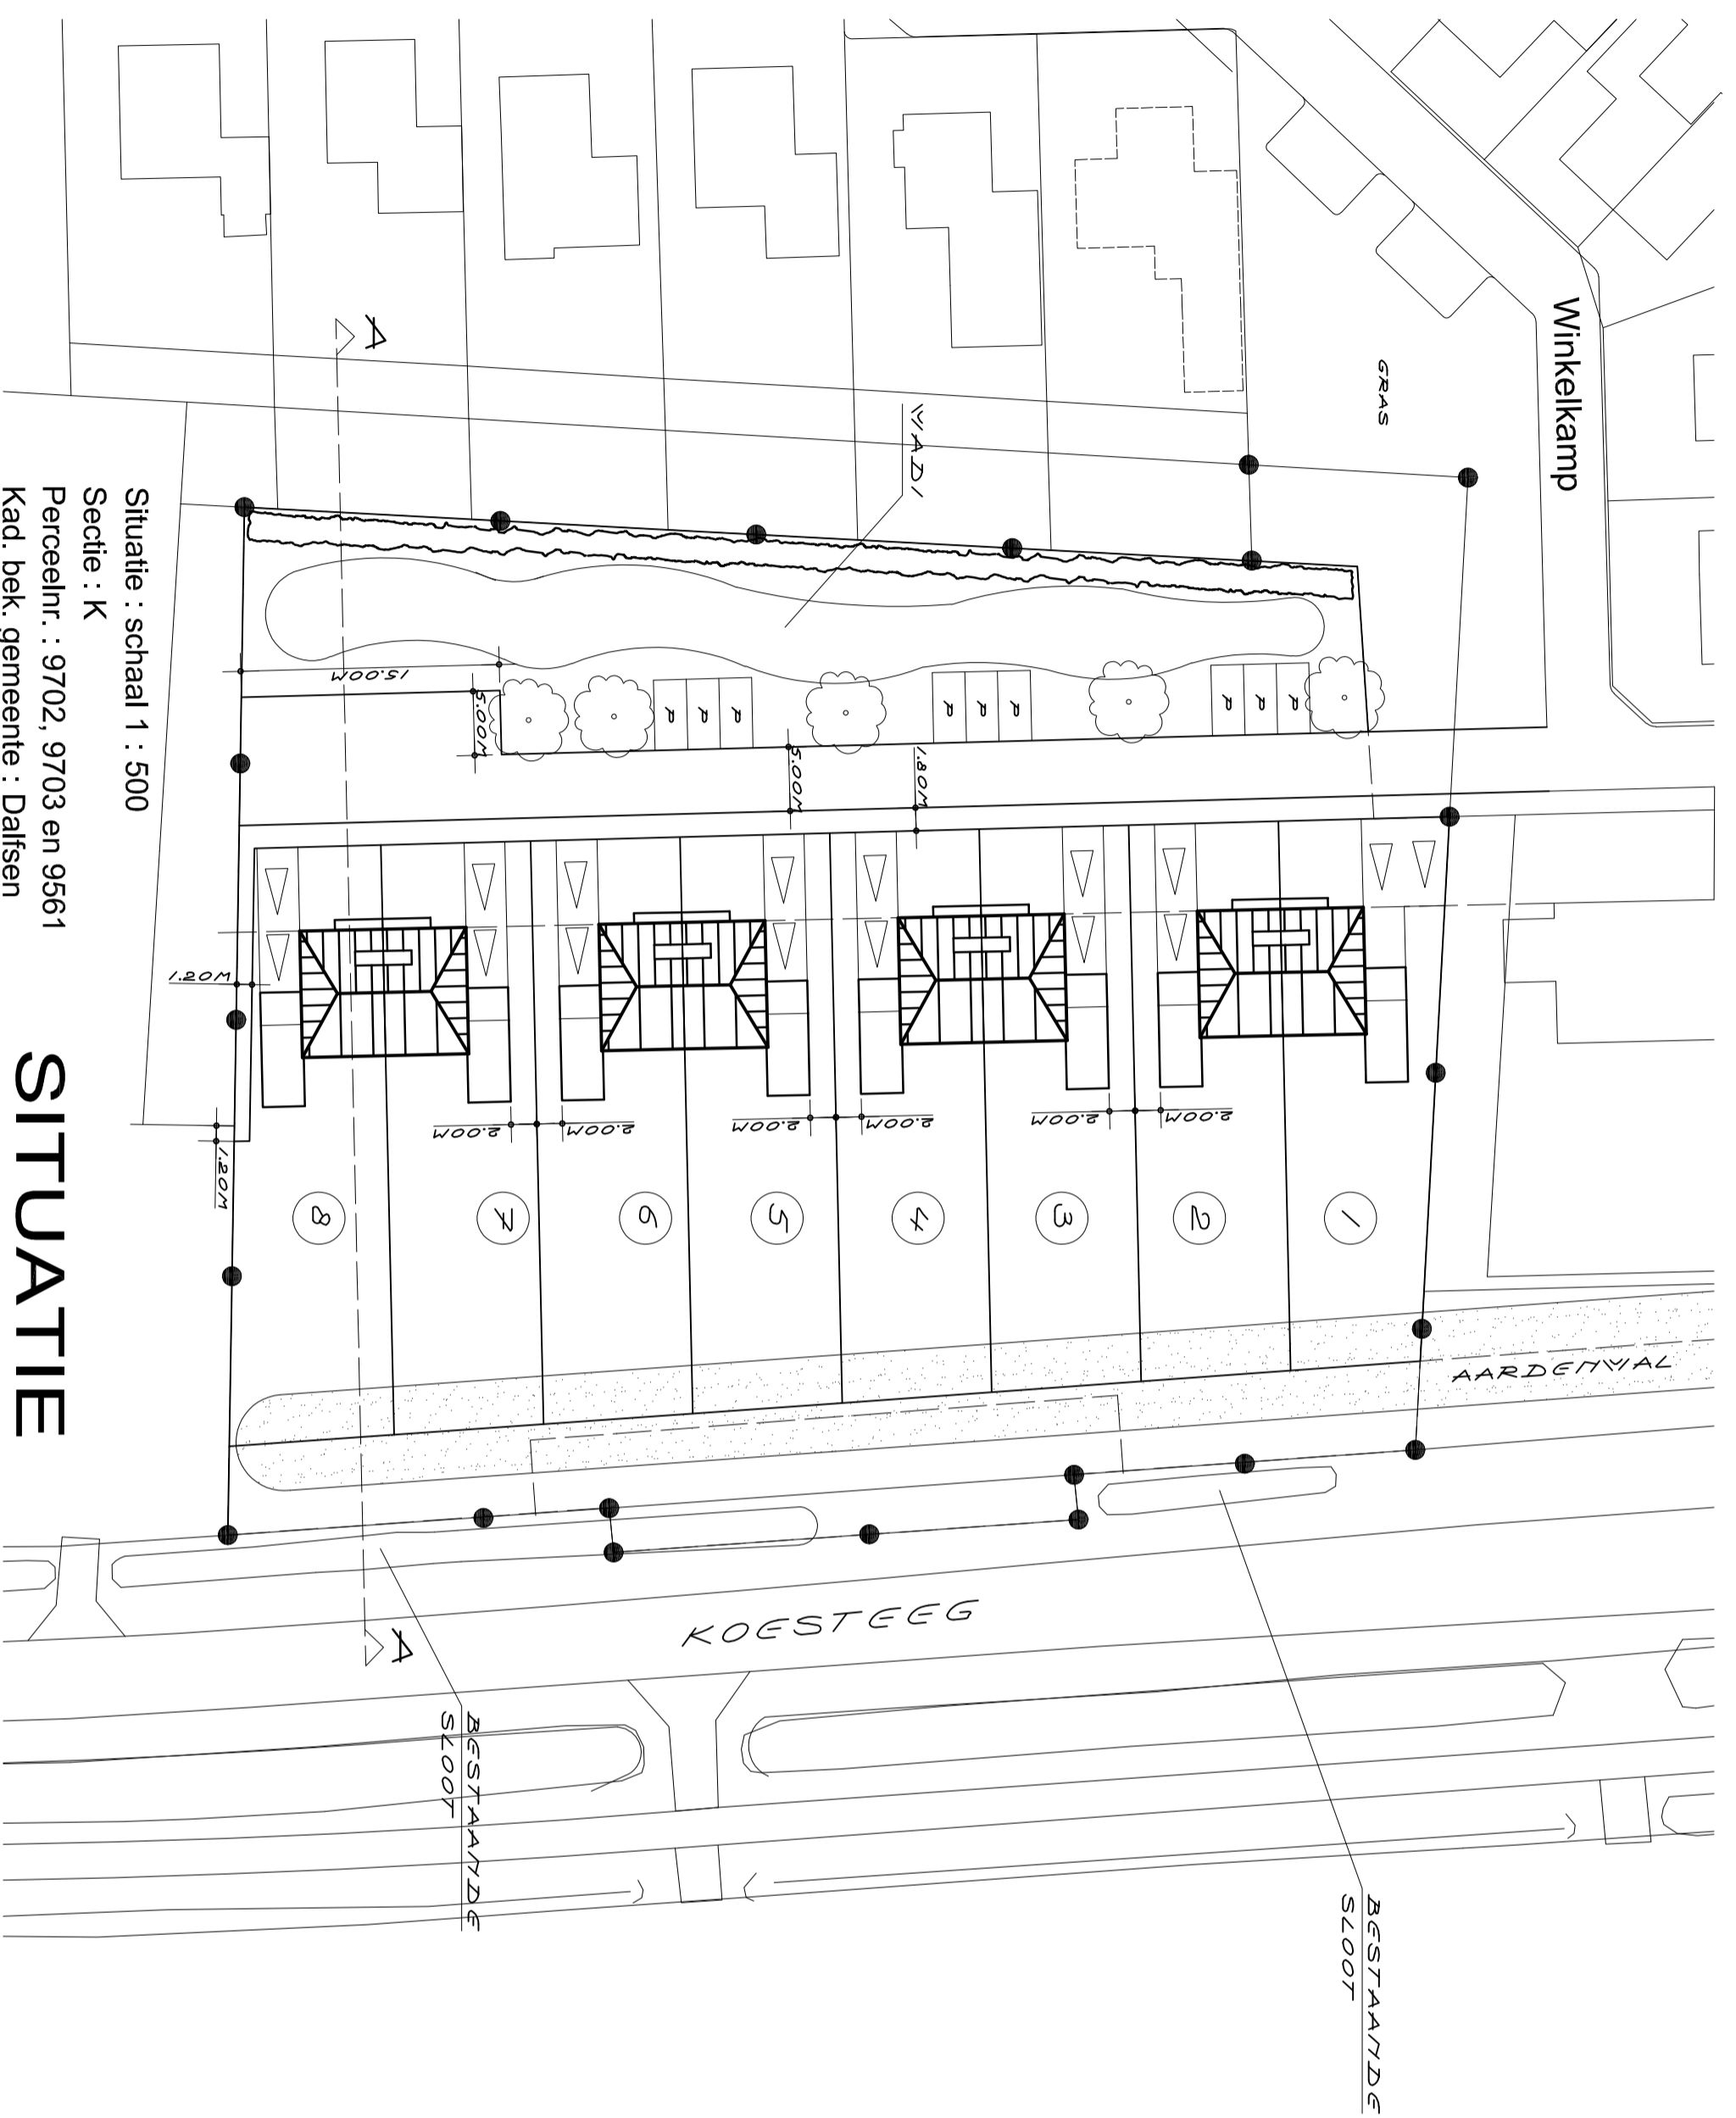 Winkelkamp
GRAS
WADI
A
15.00M
5.00M
P P P
P P P
P P P
5.00M
1.80M
1.20M
1.20M
2.00M
2.00M
2.00M
2.00M
2.00M
2.00M
1
2
3
4
5
6
7
8
AARDENWAL
KOESTEEG
A
BESTAANDE
SLOOT
BESTAANDE
SLOOT
Situatie : schaal 1 : 500
Sectie : K
Perceelnr. : 9702, 9703 en 9561
Kad. bek. gemeente : Dalfsen
SITUATIE